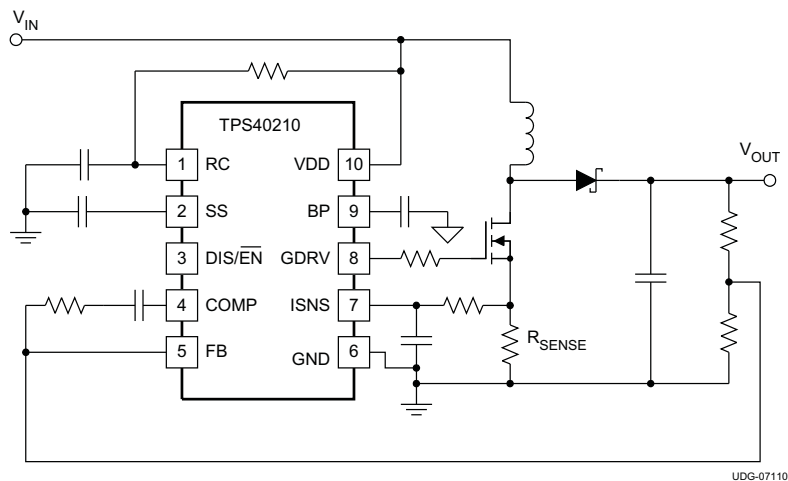 VIN
TPS40210
1 RC VDD 10
2 SS BP 9
3 DIS/EN GDRV 8
4 COMP ISNS 7
5 FB GND 6
RSENSE
VOUT
UDG-07110